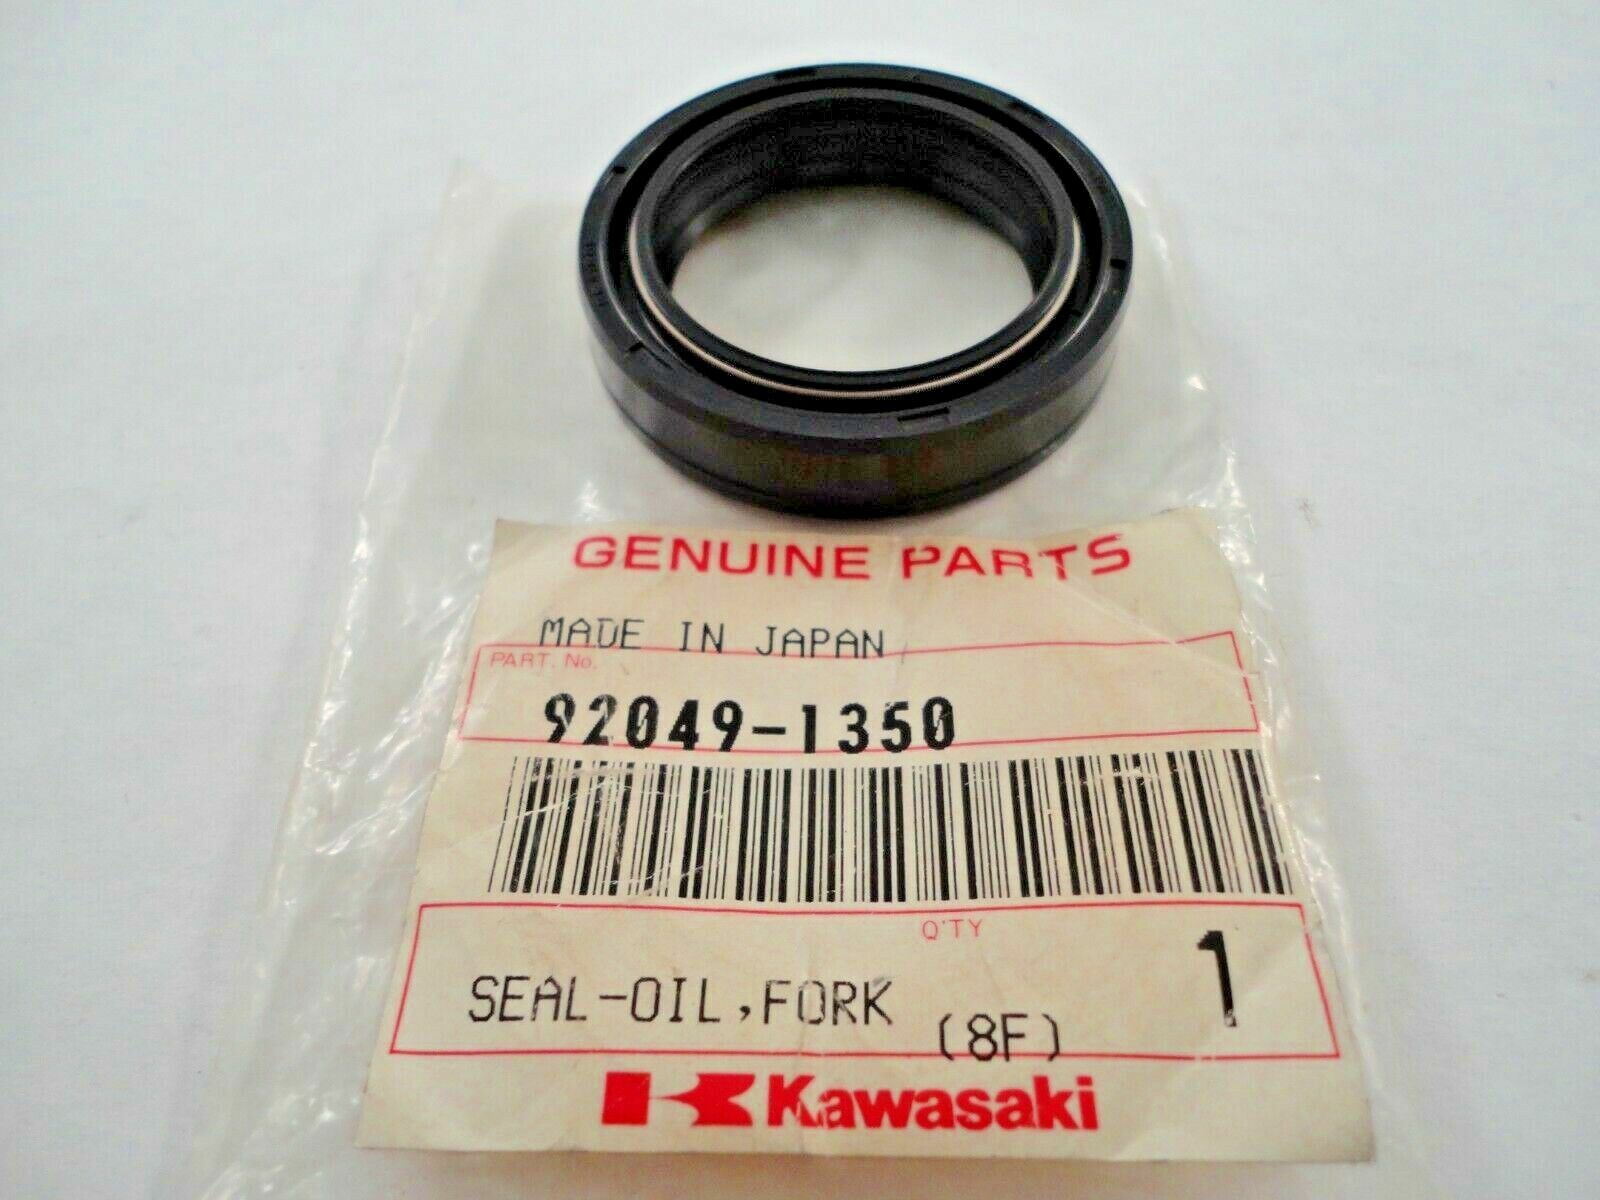 GENUINE PARTS
MADE IN JAPAN
PART. No.
92049-1350
Q'TY
1
SEAL-OIL,FORK
(8F)
Kawasaki